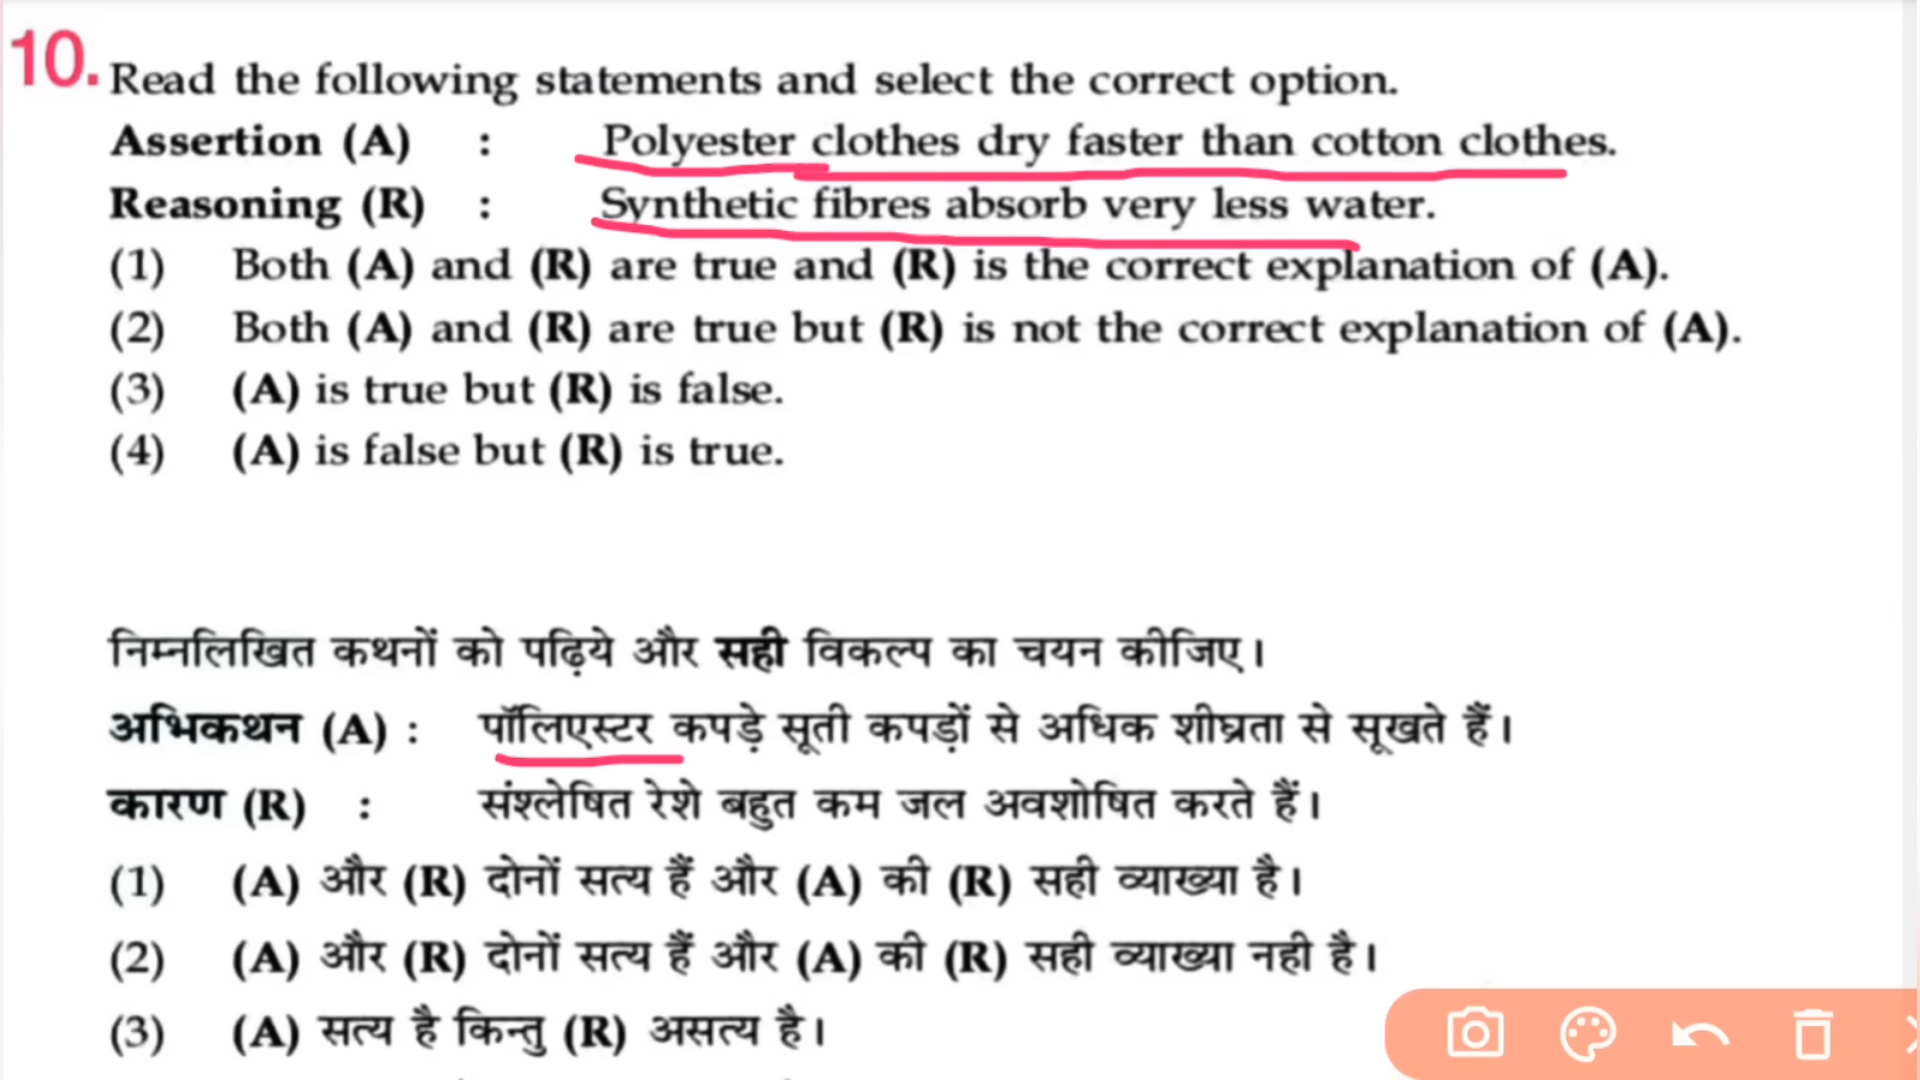 10. Read the following statements and select the correct option.
Assertion (A) : Polyester clothes dry faster than cotton clothes.
Reasoning (R) : Synthetic fibres absorb very less water.
(1) Both (A) and (R) are true and (R) is the correct explanation of (A).
(2) Both (A) and (R) are true but (R) is not the correct explanation of (A).
(3) (A) is true but (R) is false.
(4) (A) is false but (R) is true.
निम्नलिखित कथनों को पढ़िये और सही विकल्प का चयन कीजिए।
अभिकथन (A) : पॉलिएस्टर कपड़े सूती कपड़ों से अधिक शीघ्रता से सूखते हैं।
कारण (R) : संश्लेषित रेशे बहुत कम जल अवशोषित करते हैं।
(1) (A) और (R) दोनों सत्य हैं और (A) की (R) सही व्याख्या है।
(2) (A) और (R) दोनों सत्य हैं और (A) की (R) सही व्याख्या नही है।
(3) (A) सत्य है किन्तु (R) असत्य है।